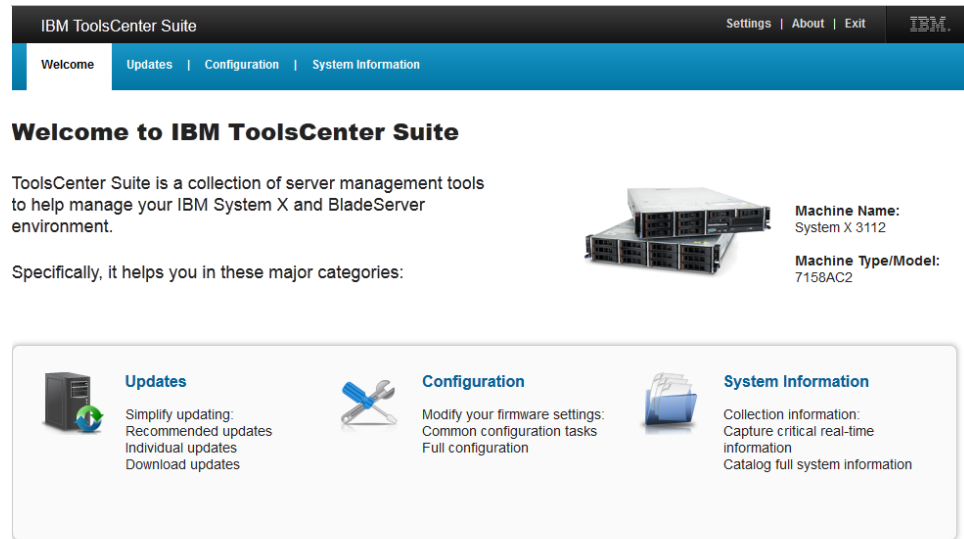 IBM ToolsCenter Suite
Settings | About | Exit
IBM.
Welcome
Updates | Configuration | System Information
Welcome to IBM ToolsCenter Suite
ToolsCenter Suite is a collection of server management tools
to help manage your IBM System X and BladeServer
environment.
Specifically, it helps you in these major categories:
Machine Name:
System X 3112
Machine Type/Model:
7158AC2
Updates
Simplify updating:
Recommended updates
Individual updates
Download updates
Configuration
Modify your firmware settings:
Common configuration tasks
Full configuration
System Information
Collection information:
Capture critical real-time
information
Catalog full system information